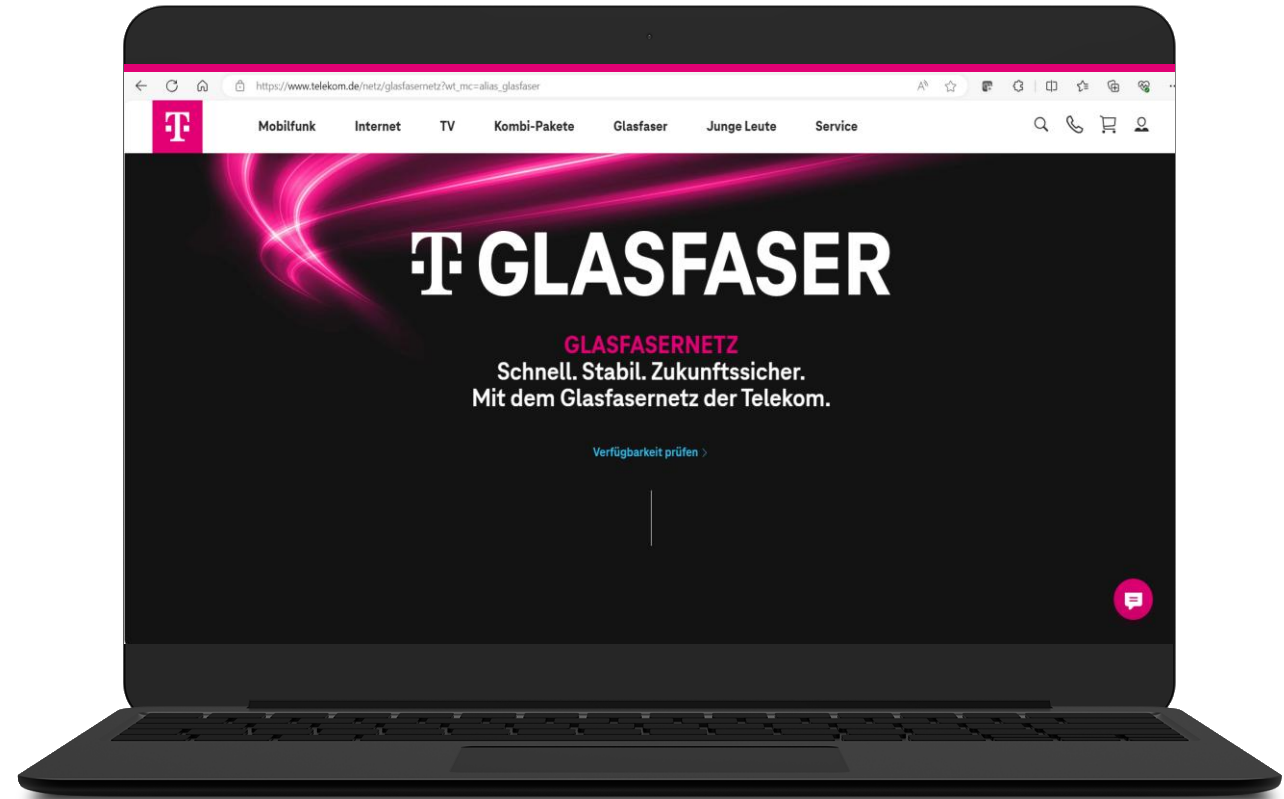 https://www.telekom.de/netz/glasfasernetz?wt_mc=alias_glasfaser
T Mobilfunk Internet TV Kombi-Pakete Glasfaser Junge Leute Service
T GLASFASER
GLASFASERNETZ
Schnell. Stabil. Zukunftssicher.
Mit dem Glasfasernetz der Telekom.
Verfügbarkeit prüfen >